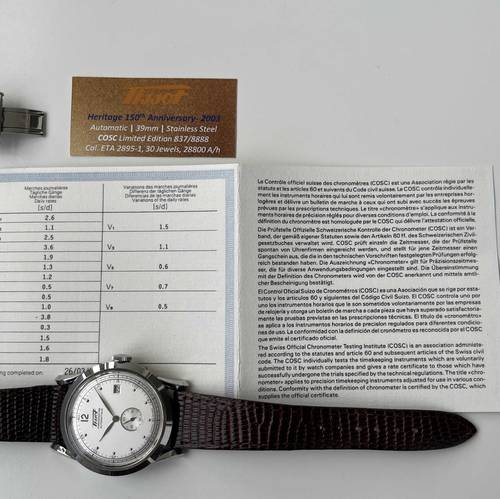 Tissot
Heritage 150th Anniversary- 2003
Automatic | 39mm | Stainless Steel
COSC Limited Edition 837/8888
Cal. ETA 2895-1, 30 Jewels, 28800 A/h
Marches journalières
Tägliche Gänge
Marchas diarias
Daily rates
[s/d]
Variations des marches journalières
Differenz der täglichen Gänge
Diferencias de las marchas diarias
Variations of the daily rates
[s/d]
2.6
1.1 V₁ 1.5
2.5
3.6 V₃ 1.1
1.9
1.3 V₆ 0.6
1.2
0.5 V₇ 0.7
0.5
1.0 V₈ 0.5
- 3.8
0.3
1.5
1.6
1.8
ing completed on: 26/03
Le Contrôle officiel suisse des chronomètres (COSC) est une Association régie par les
statuts et les articles 60 et suivants du Code civil suisse. Le COSC contrôle individuelle-
ment les instruments horaires qui lui sont remis volontairement par les entreprises hor-
logères et délivre un bulletin de marche à ceux qui ont subi avec succès les épreuves
prévues par les prescriptions techniques. Le titre «chronomètre» s'applique aux instru-
ments horaires de précision réglés pour diverses conditions d'emploi. La conformité à la
définition du chronomètre est reconnue par le COSC qui délivre l'attestation officielle.
Die Prüfstelle Offizielle Schweizerische Kontrolle der Chronometer (COSC) ist ein Ver-
band, der gemäss eigener Statuten sowie den Artikeln 60 ff. des Schweizerischen Zivil-
gesetzbuches verwaltet wird. COSC prüft einzeln die Zeitmesser, die der Prüfstelle
spontan von Uhrenfirmen eingereicht werden, und stellt für jene Zeitmesser einen
Gangschein aus, die die in den technischen Vorschriften festgelegten Prüfungen erfolg-
reich bestanden haben. Die Auszeichnung «Chronometer» gilt für Präzisionszeitmes-
ser, die für diverse Anwendungsbedingungen eingestellt sind. Die Übereinstimmung
mit der Definition des Chronometers wird von der COSC anerkannt und mittels amtli-
cher Bescheinigung bestätigt.
El Control Oficial Suizo de Cronómetros (COSC) es una Asociación que se rige por esta-
tutos y los artículos 60 y siguientes del Código Civil Suizo. El COSC controla uno por
uno los instrumentos horarios que le son sometidos voluntariamente por las empresas
de relojería y otorga un boletín de marcha a cada pieza que haya superado satisfactoria-
mente las pruebas previstas en las prescripciones técnicas. El título de «cronómetro»
se aplica a los instrumentos horarios de precisión regulados para diferentes condicio-
nes de uso. La conformidad con la definición del cronómetro es reconocida por el COSC
que emite el certificado oficial.
The Swiss Official Chronometer Testing Institute (COSC) is an association administe-
red according to the statutes and article 60 and subsequent articles of the Swiss civil
code. The COSC individually tests the timekeeping instruments which are voluntary
submitted to it by watch companies and gives a rate certificate to those which have
successfully undergone the trials specified by the technical regulations. The title «chro-
nometer» applies to precision timekeeping instruments adjusted for use in various con-
ditions. Conformity with the definition of chronometer is certified by the COSC, which
supplies the official certificate.
12
Tissot